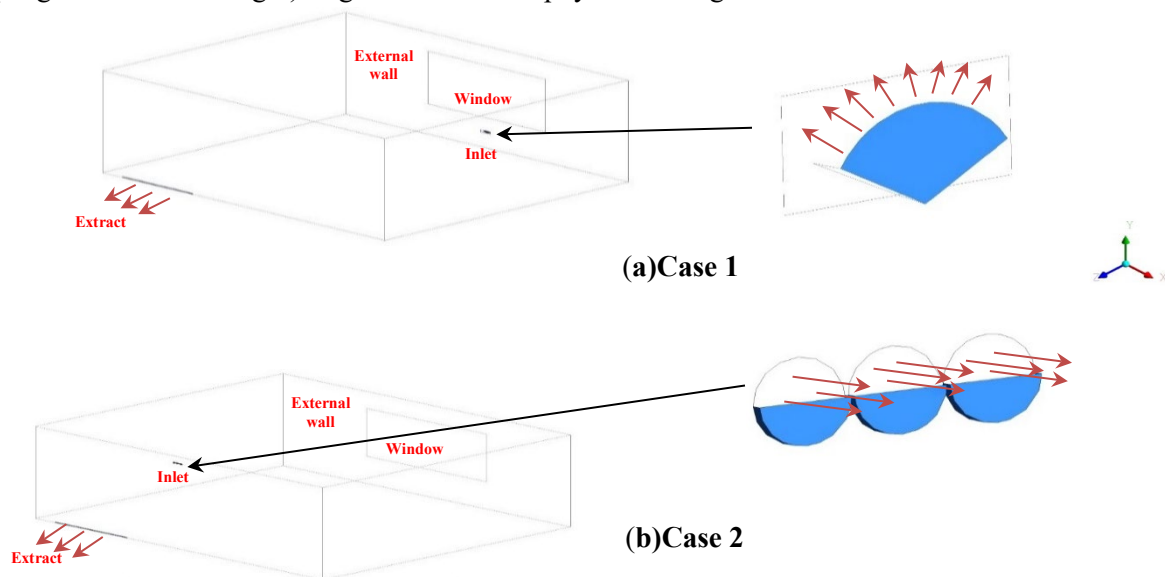 External
wall
Window
Inlet
Extract
(a)Case 1
Y
Z
X
External
wall
Window
Inlet
Extract
(b)Case 2